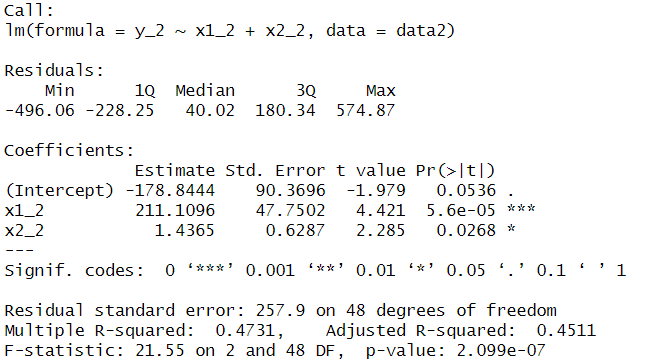 Call:
lm(formula = y_2 ~ x1_2 + x2_2, data = data2)

Residuals:
    Min      1Q  Median      3Q     Max
-496.06 -228.25   40.02  180.34  574.87

Coefficients:
             Estimate Std. Error t value Pr(>|t|)
(Intercept) -178.8444    90.3696  -1.979   0.0536 .
x1_2         211.1096    47.7502   4.421  5.6e-05 ***
x2_2           1.4365     0.6287   2.285   0.0268 *
---
Signif. codes:  0 ‘***’ 0.001 ‘**’ 0.01 ‘*’ 0.05 ‘.’ 0.1 ‘ ’ 1

Residual standard error: 257.9 on 48 degrees of freedom
Multiple R-squared:  0.4731,    Adjusted R-squared:  0.4511
F-statistic: 21.55 on 2 and 48 DF,  p-value: 2.099e-07